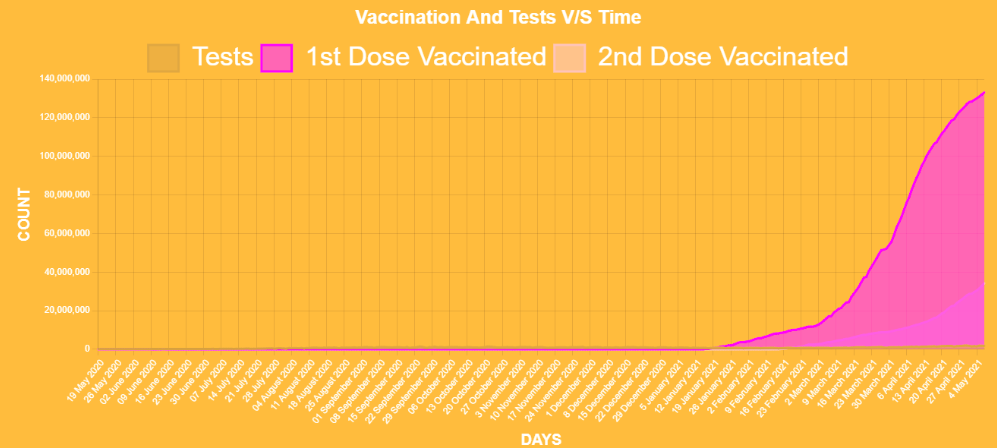 Vaccination And Tests V/S Time
Tests 1st Dose Vaccinated 2nd Dose Vaccinated
140,000,000
120,000,000
100,000,000
80,000,000
60,000,000
40,000,000
20,000,000
0
COUNT
19 May 2020
26 May 2020
02 June 2020
09 June 2020
16 June 2020
23 June 2020
30 June 2020
07 July 2020
14 July 2020
21 July 2020
28 July 2020
04 August 2020
11 August 2020
18 August 2020
25 August 2020
01 September 2020
08 September 2020
15 September 2020
22 September 2020
29 September 2020
06 October 2020
13 October 2020
20 October 2020
27 October 2020
3 November 2020
10 November 2020
17 November 2020
24 November 2020
1 December 2020
8 December 2020
15 December 2020
22 December 2020
29 December 2020
5 January 2021
12 January 2021
19 January 2021
26 January 2021
2 February 2021
9 February 2021
16 February 2021
23 February 2021
2 March 2021
9 March 2021
16 March 2021
23 March 2021
30 March 2021
6 April 2021
13 April 2021
20 April 2021
27 April 2021
4 May 2021
DAYS